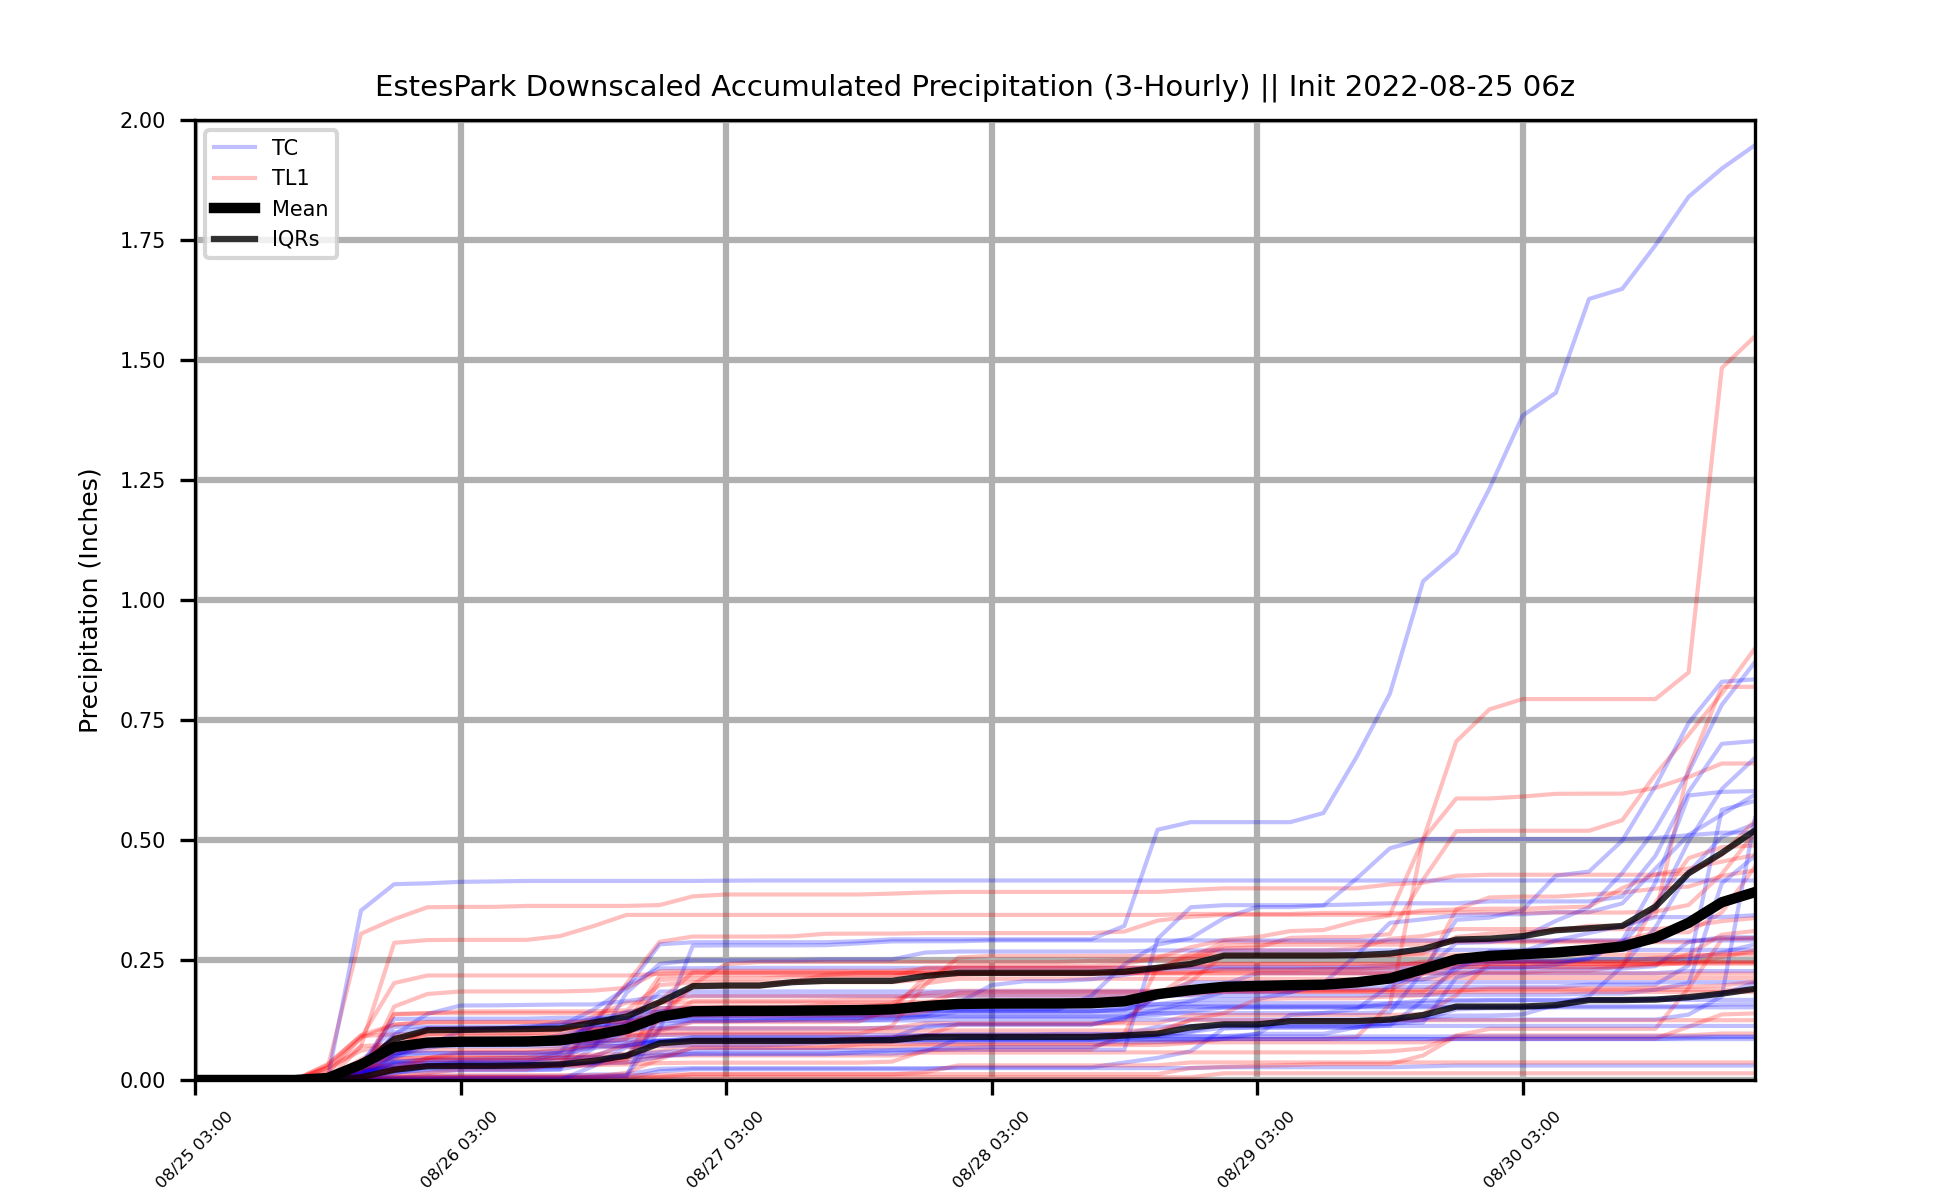 EstesPark Downscaled Accumulated Precipitation (3-Hourly) || Init 2022-08-25 06z
TC
TL1
Mean
IQRs
Precipitation (Inches)
2.00
1.75
1.50
1.25
1.00
0.75
0.50
0.25
0.00
08/25 03:00
08/26 03:00
08/27 03:00
08/28 03:00
08/29 03:00
08/30 03:00